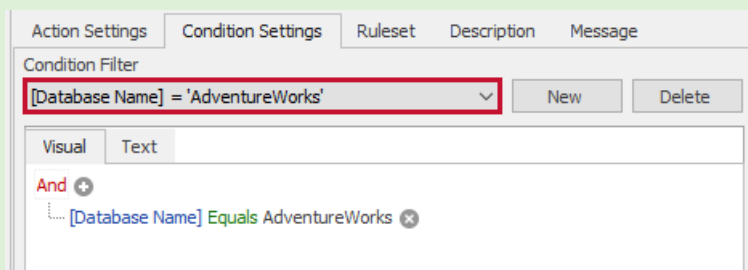 Action Settings Condition Settings Ruleset Description Message
Condition Filter
[Database Name] = 'AdventureWorks' New Delete
Visual Text
And
[Database Name] Equals AdventureWorks